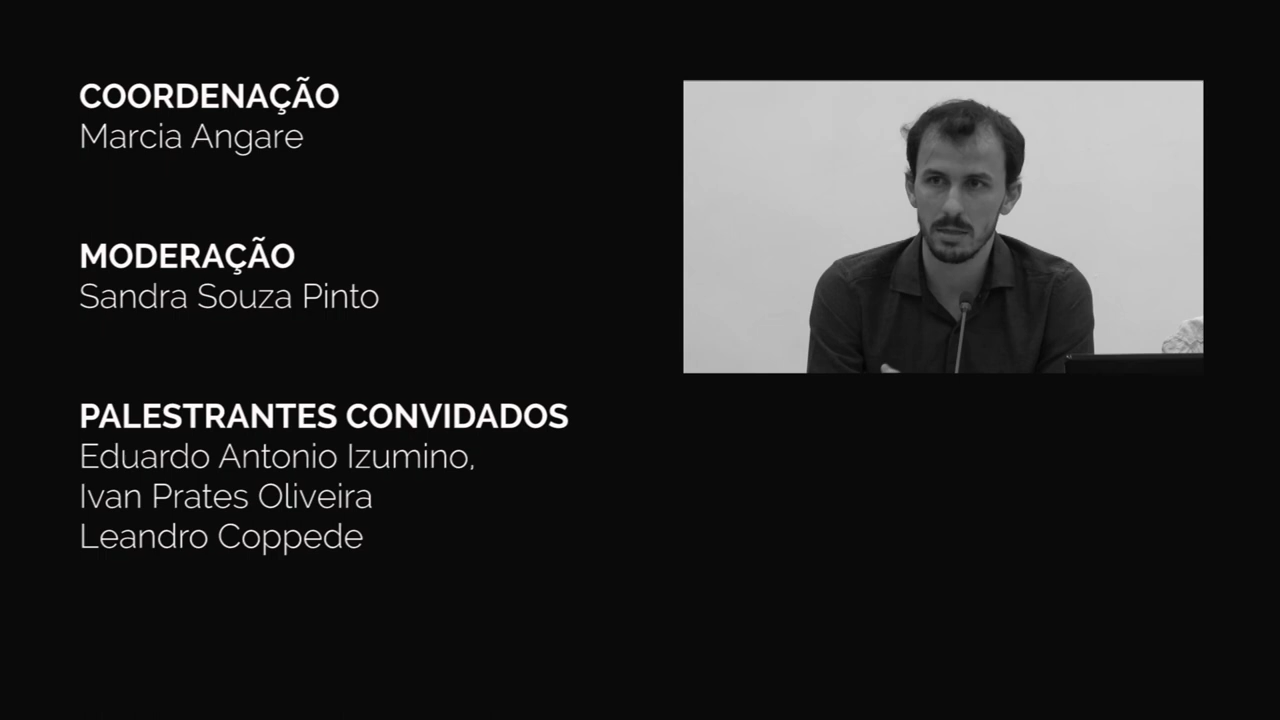 COORDENAÇÃO
Marcia Angare
MODERAÇÃO
Sandra Souza Pinto
PALESTRANTES CONVIDADOS
Eduardo Antonio Izumino,
Ivan Prates Oliveira
Leandro Coppede